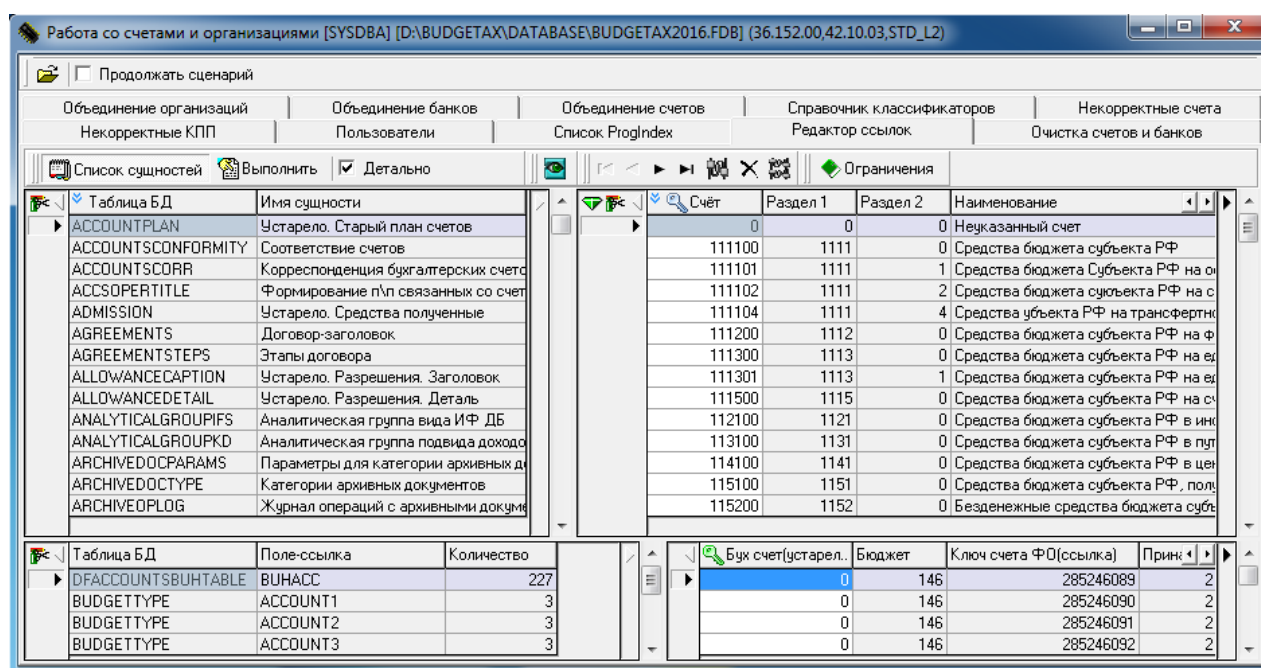 Работа со счетами и организациями [SYSDBA] [D:\BUDGETAX\DATABASE\BUDGETAX2016.FDB] (36.152.00,42.10.03,STD_L2)
Продолжать сценарий
Объединение организаций Объединение банков Объединение счетов Справочник классификаторов Некорректные счета
Некорректные КПП Пользователи Список ProgIndex Редактор ссылок Очистка счетов и банков
Список сущностей Выполнить Детально Ограничения
Таблица БД Имя сущности Счёт Раздел 1 Раздел 2 Наименование
ACCOUNTPLAN Устарело. Старый план счетов 0 0 0 Неуказанный счет
ACCOUNTSCONFORMITY Соответствие счетов 111100 1111 0 Средства бюджета субъекта РФ
ACCOUNTSCORR Корреспонденция бухгалтерских счето 111101 1111 1 Средства бюджета Субъекта РФ на о
ACCSOPERTITLE Формирование п\п связанных со счет 111102 1111 2 Средства бюджета суюъекта РФ на с
ADMISSION Устарело. Средства полученные 111104 1111 4 Средства убъекта РФ на трансфертн
AGREEMENTS Договор-заголовок 111200 1112 0 Средства бюджета субъекта РФ на ф
AGREEMENTSTEPS Этапы договора 111300 1113 0 Средства бюджета субъекта РФ на ед
ALLOWANCECAPTION Устарело. Разрешения. Заголовок 111301 1113 1 Средства бюджета субъекта РФ на ед
ALLOWANCEDETAIL Устарело. Разрешения. Деталь 111500 1115 0 Средства бюджета субъекта РФ на сч
ANALYTICALGROUPIFS Аналитическая группа вида ИФ ДБ 112100 1121 0 Средства бюджета субъекта РФ в ин
ANALYTICALGROUPKD Аналитическая группа подвида доходо 113100 1131 0 Средства бюджета субъекта РФ в пут
ARCHIVEDOCPARAMS Параметры для категории архивных д 114100 1141 0 Средства бюджета субъекта РФ в цен
ARCHIVEDOCTYPE Категории архивных документов 115100 1151 0 Средства бюджета субъекта РФ, полу
ARCHIVEOPLOG Журнал операций с архивными докуме 115200 1152 0 Безденежные средства бюджета субъ
Таблица БД Поле-ссылка Количество Бух счет(устарел.. Бюджет Ключ счета ФО(ссылка) Прин
DFACCOUNTSBUHTABLE BUHACC 227 0 146 285246089 2
BUDGETTYPE ACCOUNT1 3 0 146 285246090 2
BUDGETTYPE ACCOUNT2 3 0 146 285246091 2
BUDGETTYPE ACCOUNT3 3 0 146 285246092 2